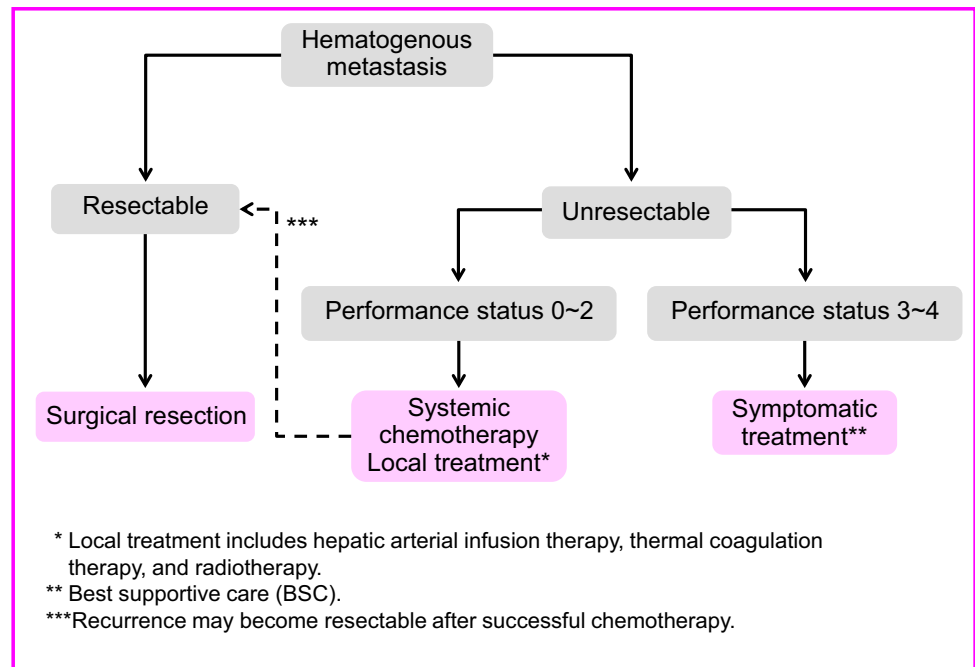 Hematogenous
metastasis
Resectable
***
Unresectable
Performance status 0~2
Performance status 3~4
Surgical resection
Systemic
chemotherapy
Local treatment*
Symptomatic
treatment**
* Local treatment includes hepatic arterial infusion therapy, thermal coagulation
therapy, and radiotherapy.
** Best supportive care (BSC).
***Recurrence may become resectable after successful chemotherapy.